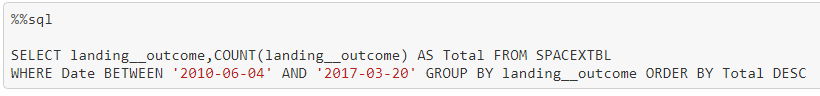 %%sql
SELECT landing__outcome,COUNT(landing__outcome) AS Total FROM SPACEXTBL
WHERE Date BETWEEN '2010-06-04' AND '2017-03-20' GROUP BY landing__outcome ORDER BY Total DESC